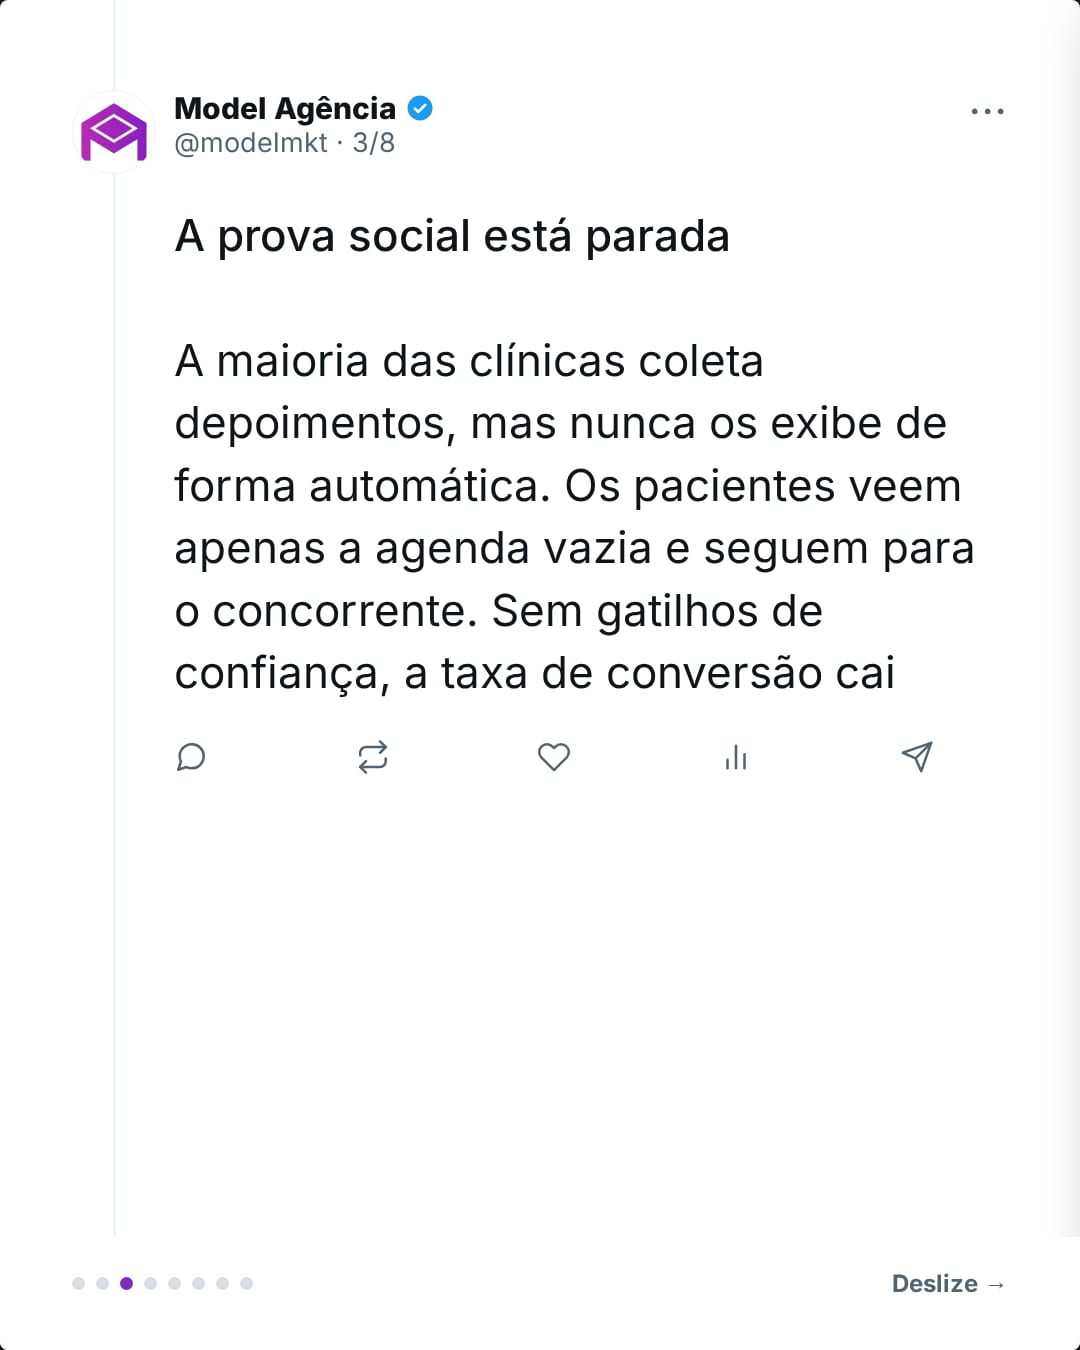 Model Agência
@modelmkt · 3/8
A prova social está parada
A maioria das clínicas coleta
depoimentos, mas nunca os exibe de
forma automática. Os pacientes veem
apenas a agenda vazia e seguem para
o concorrente. Sem gatilhos de
confiança, a taxa de conversão cai
Deslize →